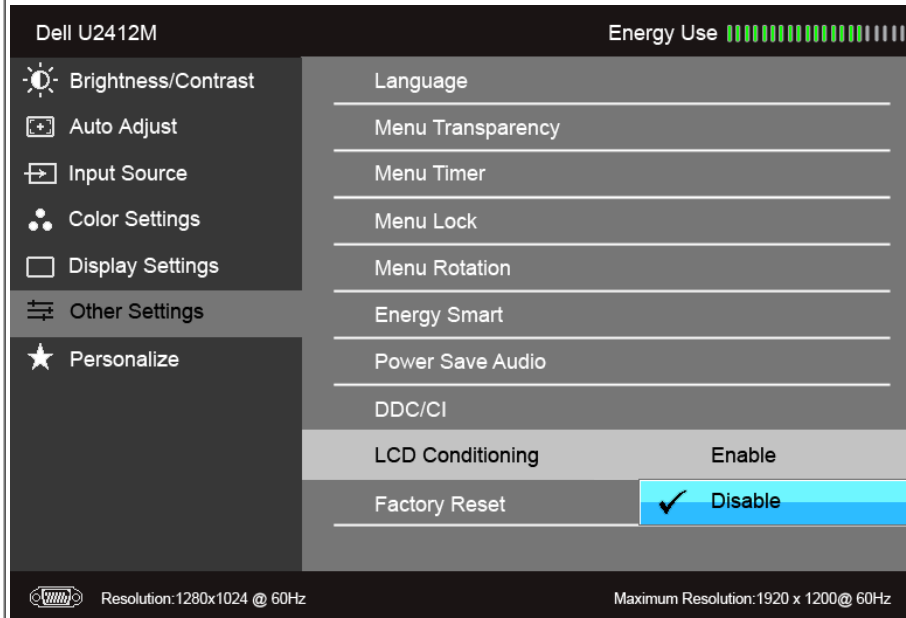 Dell U2412M
Energy Use
Brightness/Contrast
Auto Adjust
Input Source
Color Settings
Display Settings
Other Settings
Personalize
Language
Menu Transparency
Menu Timer
Menu Lock
Menu Rotation
Energy Smart
Power Save Audio
DDC/CI
LCD Conditioning
Enable
Factory Reset
Disable
Resolution:1280x1024 @ 60Hz
Maximum Resolution:1920 x 1200@ 60Hz